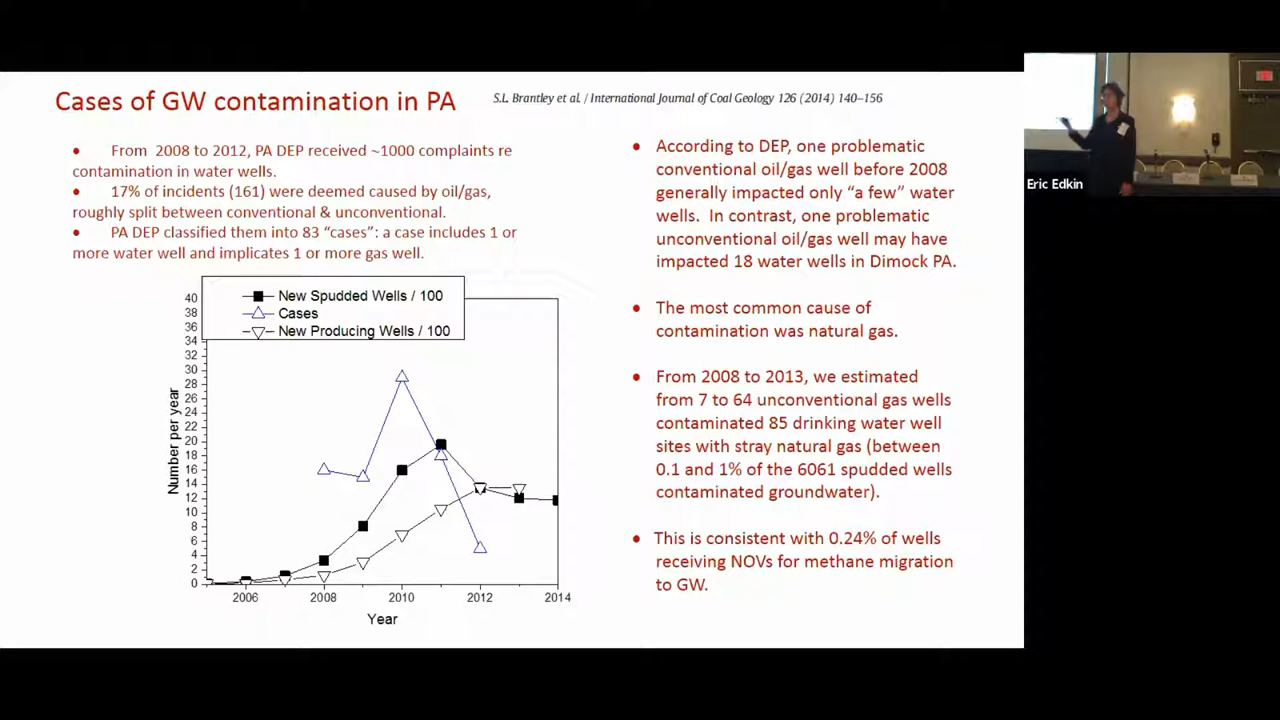 Cases of GW contamination in PA
S.L. Brantley et al. / International Journal of Coal Geology 126 (2014) 140–156
• From 2008 to 2012, PA DEP received ~1000 complaints re
contamination in water wells.
• 17% of incidents (161) were deemed caused by oil/gas,
roughly split between conventional & unconventional.
• PA DEP classified them into 83 “cases”: a case includes 1 or
more water well and implicates 1 or more gas well.
New Spudded Wells / 100
Cases
New Producing Wells / 100
40
38
36
34
32
30
28
26
24
22
20
18
16
14
12
10
8
6
4
2
0
Number per year
2006 2008 2010 2012 2014
Year
• According to DEP, one problematic
conventional oil/gas well before 2008
generally impacted only “a few” water
wells. In contrast, one problematic
unconventional oil/gas well may have
impacted 18 water wells in Dimock PA.
• The most common cause of
contamination was natural gas.
• From 2008 to 2013, we estimated
from 7 to 64 unconventional gas wells
contaminated 85 drinking water well
sites with stray natural gas (between
0.1 and 1% of the 6061 spudded wells
contaminated groundwater).
• This is consistent with 0.24% of wells
receiving NOVs for methane migration
to GW.
Eric Edkin